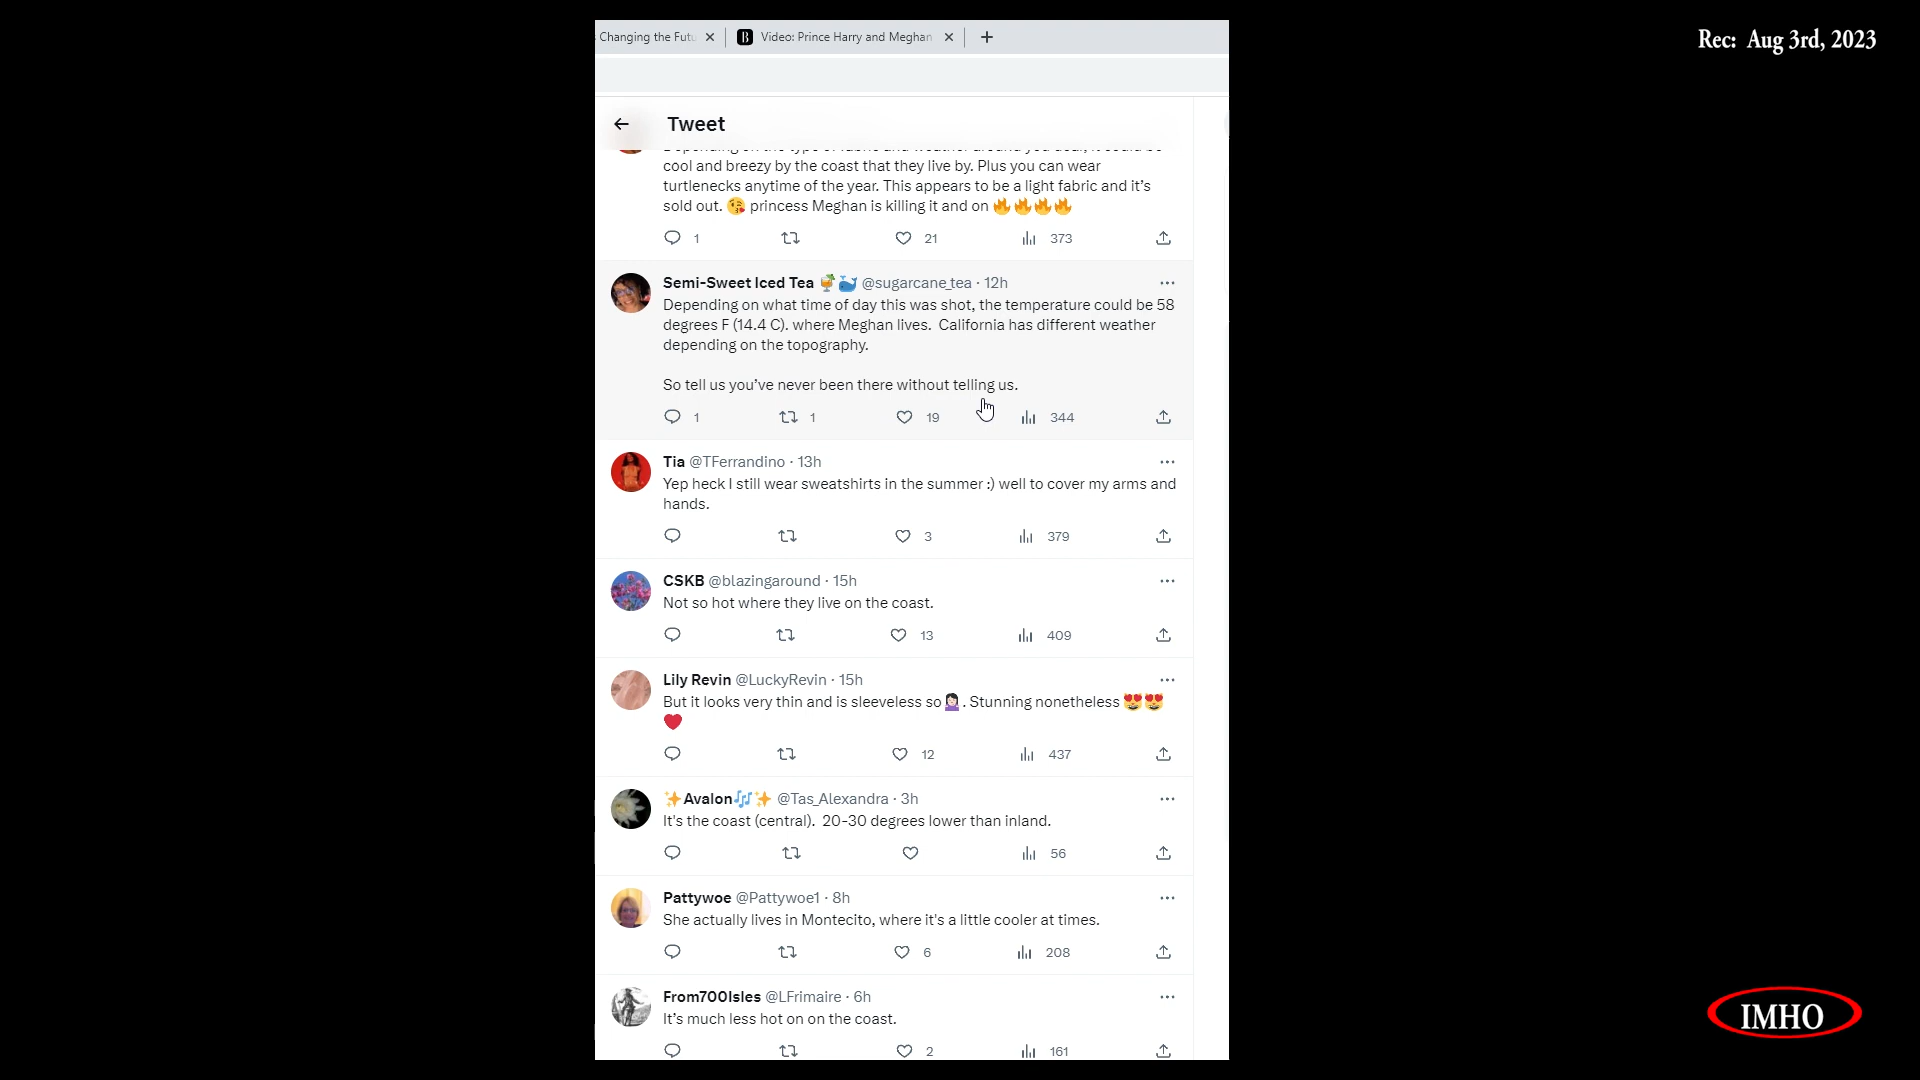 Changing the Futu
Video: Prince Harry and Meghan
Rec: Aug 3rd, 2023
Tweet
cool and breezy by the coast that they live by. Plus you can wear
turtlenecks anytime of the year. This appears to be a light fabric and it's
sold out. 😘 princess Meghan is killing it and on 🔥🔥🔥🔥
1 21 373
Semi-Sweet Iced Tea 🍹🐳 @sugarcane_tea · 12h
Depending on what time of day this was shot, the temperature could be 58
degrees F (14.4 C). where Meghan lives. California has different weather
depending on the topography.
So tell us you've never been there without telling us.
1 1 19 344
Tia @TFerrandino · 13h
Yep heck I still wear sweatshirts in the summer :) well to cover my arms and
hands.
3 379
CSKB @blazingaround · 15h
Not so hot where they live on the coast.
13 409
Lily Revin @LuckyRevin · 15h
But it looks very thin and is sleeveless so🤷🏻‍♀️. Stunning nonetheless 😻😻
❤️
12 437
✨Avalon🎶✨ @Tas_Alexandra · 3h
It's the coast (central). 20-30 degrees lower than inland.
56
Pattywoe @Pattywoe1 · 8h
She actually lives in Montecito, where it's a little cooler at times.
6 208
From700Isles @LFrimaire · 6h
It's much less hot on on the coast.
2 161
IMHO